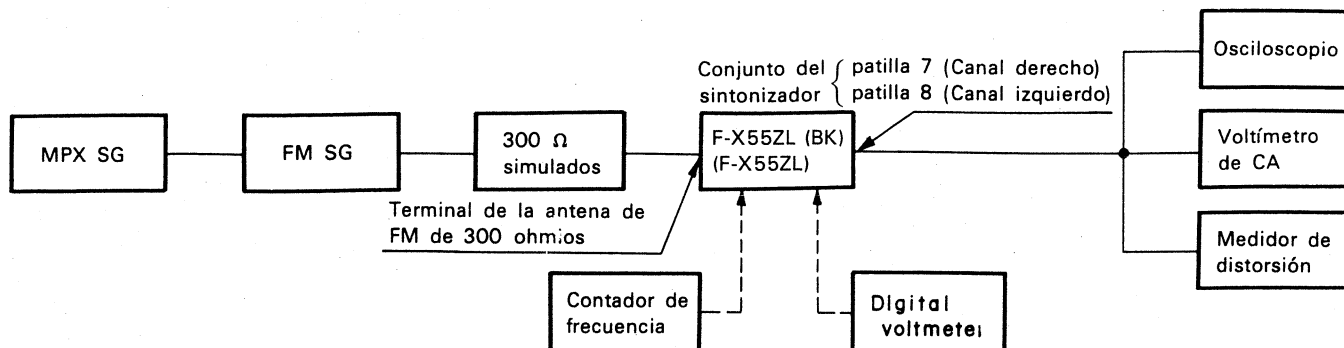 Osciloscopio
Conjunto del
sintonizador
patilla 7 (Canal derecho)
patilla 8 (Canal izquierdo)
MPX SG
FM SG
300 Ω
simulados
F-X55ZL (BK)
(F-X55ZL)
Voltímetro
de CA
Terminal de la antena de
FM de 300 ohmios
Medidor de
distorsión
Contador de
frecuencia
Digital
voltmeter